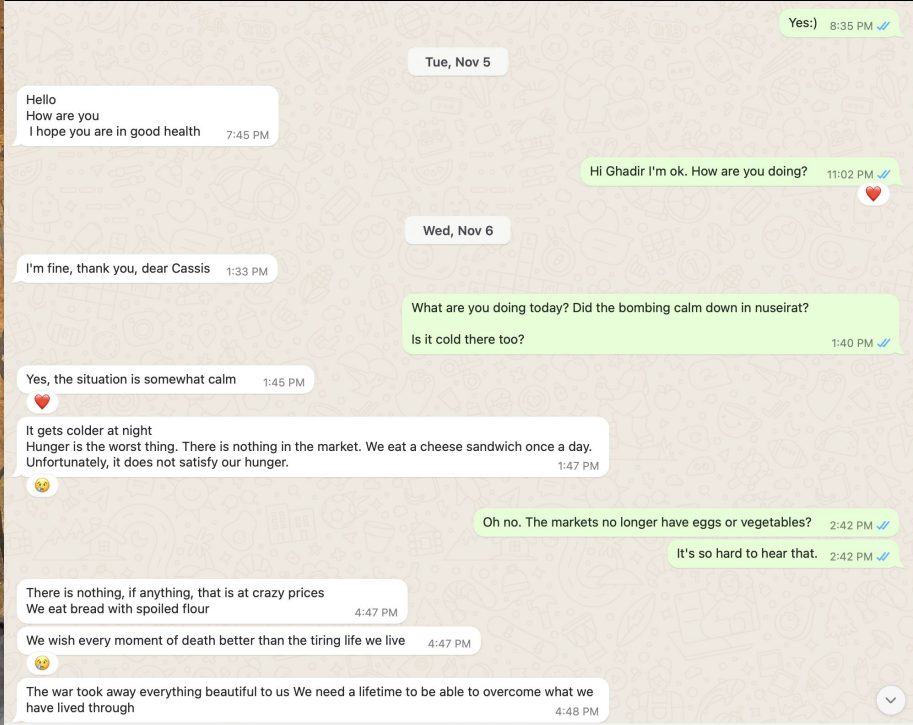 Yes:) 8:35 PM
Tue, Nov 5
Hello
How are you
I hope you are in good health 7:45 PM
Hi Ghadir I'm ok. How are you doing? 11:02 PM
Wed, Nov 6
I'm fine, thank you, dear Cassis 1:33 PM
What are you doing today? Did the bombing calm down in nuseirat?
Is it cold there too? 1:40 PM
Yes, the situation is somewhat calm 1:45 PM
It gets colder at night
Hunger is the worst thing. There is nothing in the market. We eat a cheese sandwich once a day.
Unfortunately, it does not satisfy our hunger. 1:47 PM
Oh no. The markets no longer have eggs or vegetables? 2:42 PM
It's so hard to hear that. 2:42 PM
There is nothing, if anything, that is at crazy prices
We eat bread with spoiled flour 4:47 PM
We wish every moment of death better than the tiring life we live 4:47 PM
The war took away everything beautiful to us We need a lifetime to be able to overcome what we
have lived through 4:48 PM